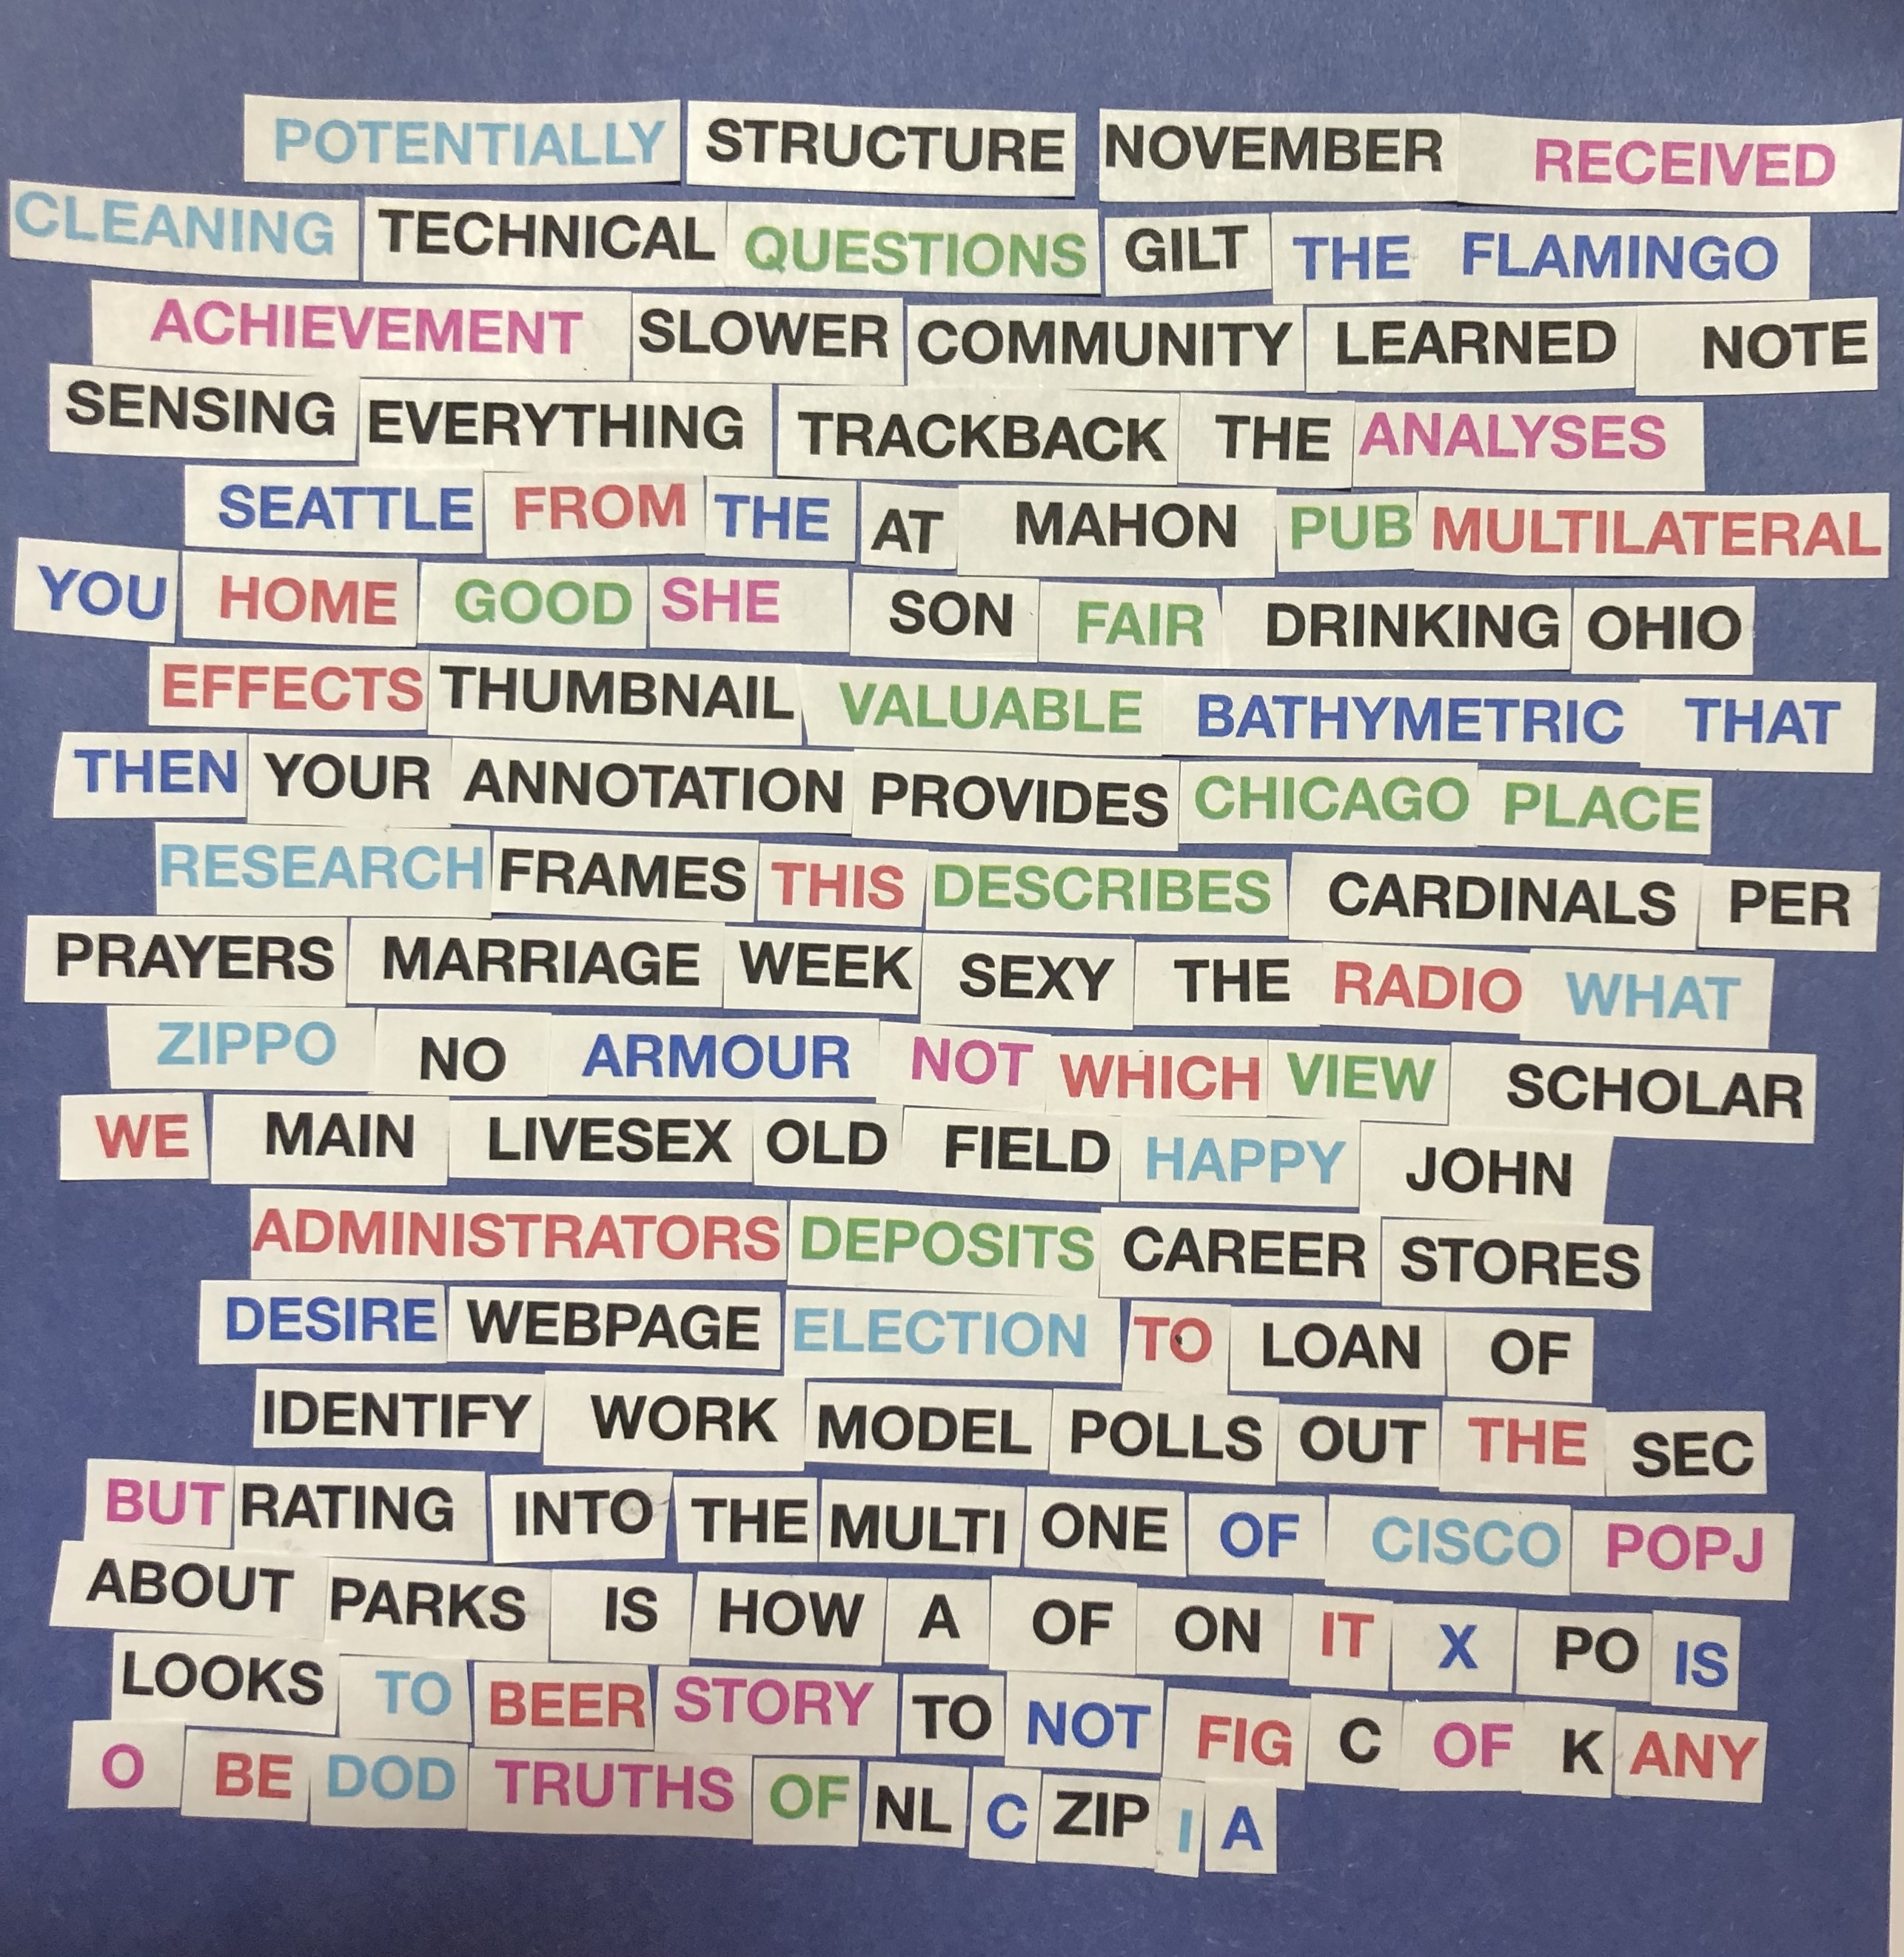 POTENTIALLY STRUCTURE NOVEMBER RECEIVED
CLEANING TECHNICAL QUESTIONS GILT THE FLAMINGO
ACHIEVEMENT SLOWER COMMUNITY LEARNED NOTE
SENSING EVERYTHING TRACKBACK THE ANALYSES
SEATTLE FROM THE AT MAHON PUB MULTILATERAL
YOU HOME GOOD SHE SON FAIR DRINKING OHIO
EFFECTS THUMBNAIL VALUABLE BATHYMETRIC THAT
THEN YOUR ANNOTATION PROVIDES CHICAGO PLACE
RESEARCH FRAMES THIS DESCRIBES CARDINALS PER
PRAYERS MARRIAGE WEEK SEXY THE RADIO WHAT
ZIPPO NO ARMOUR NOT WHICH VIEW SCHOLAR
WE MAIN LIVESEX OLD FIELD HAPPY JOHN
ADMINISTRATORS DEPOSITS CAREER STORES
DESIRE WEBPAGE ELECTION TO LOAN OF
IDENTIFY WORK MODEL POLLS OUT THE SEC
BUT RATING INTO THE MULTI ONE OF CISCO POPJ
ABOUT PARKS IS HOW A OF ON IT X PO IS
LOOKS TO BEER STORY TO NOT FIG C OF K ANY
O BE DOD TRUTHS OF NL C ZIP I A